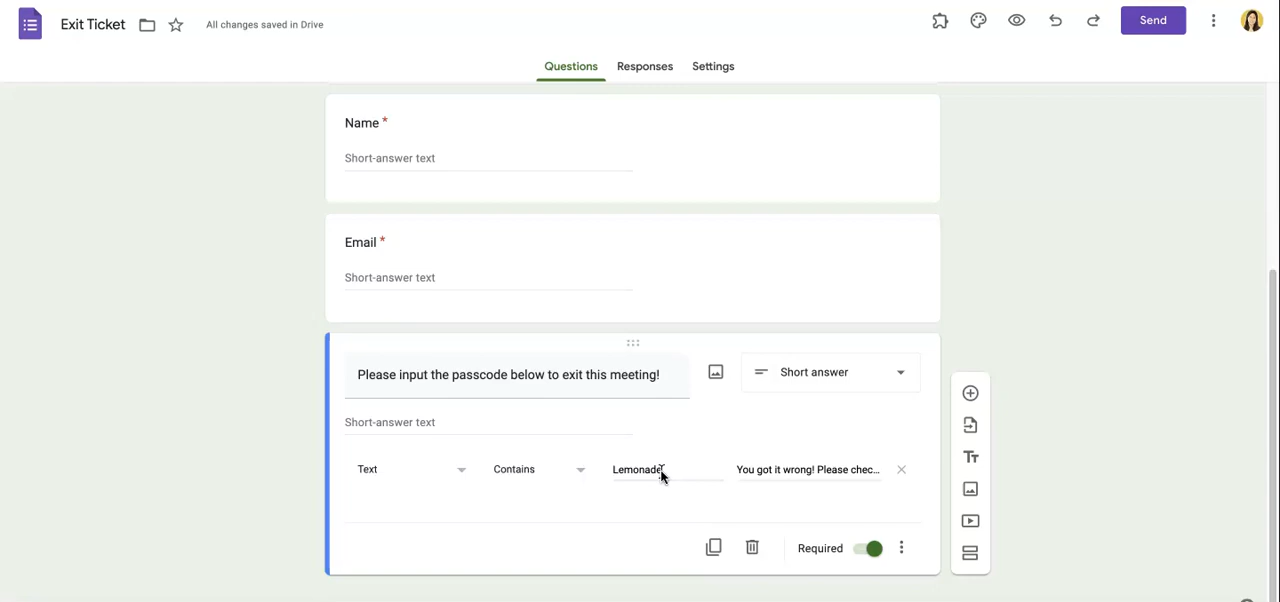 Exit Ticket
All changes saved in Drive
Send
Questions
Responses
Settings
Name *
Short-answer text
Email *
Short-answer text
Please input the passcode below to exit this meeting!
Short answer
Short-answer text
Text
Contains
Lemonade
You got it wrong! Please chec...
Tt
Required